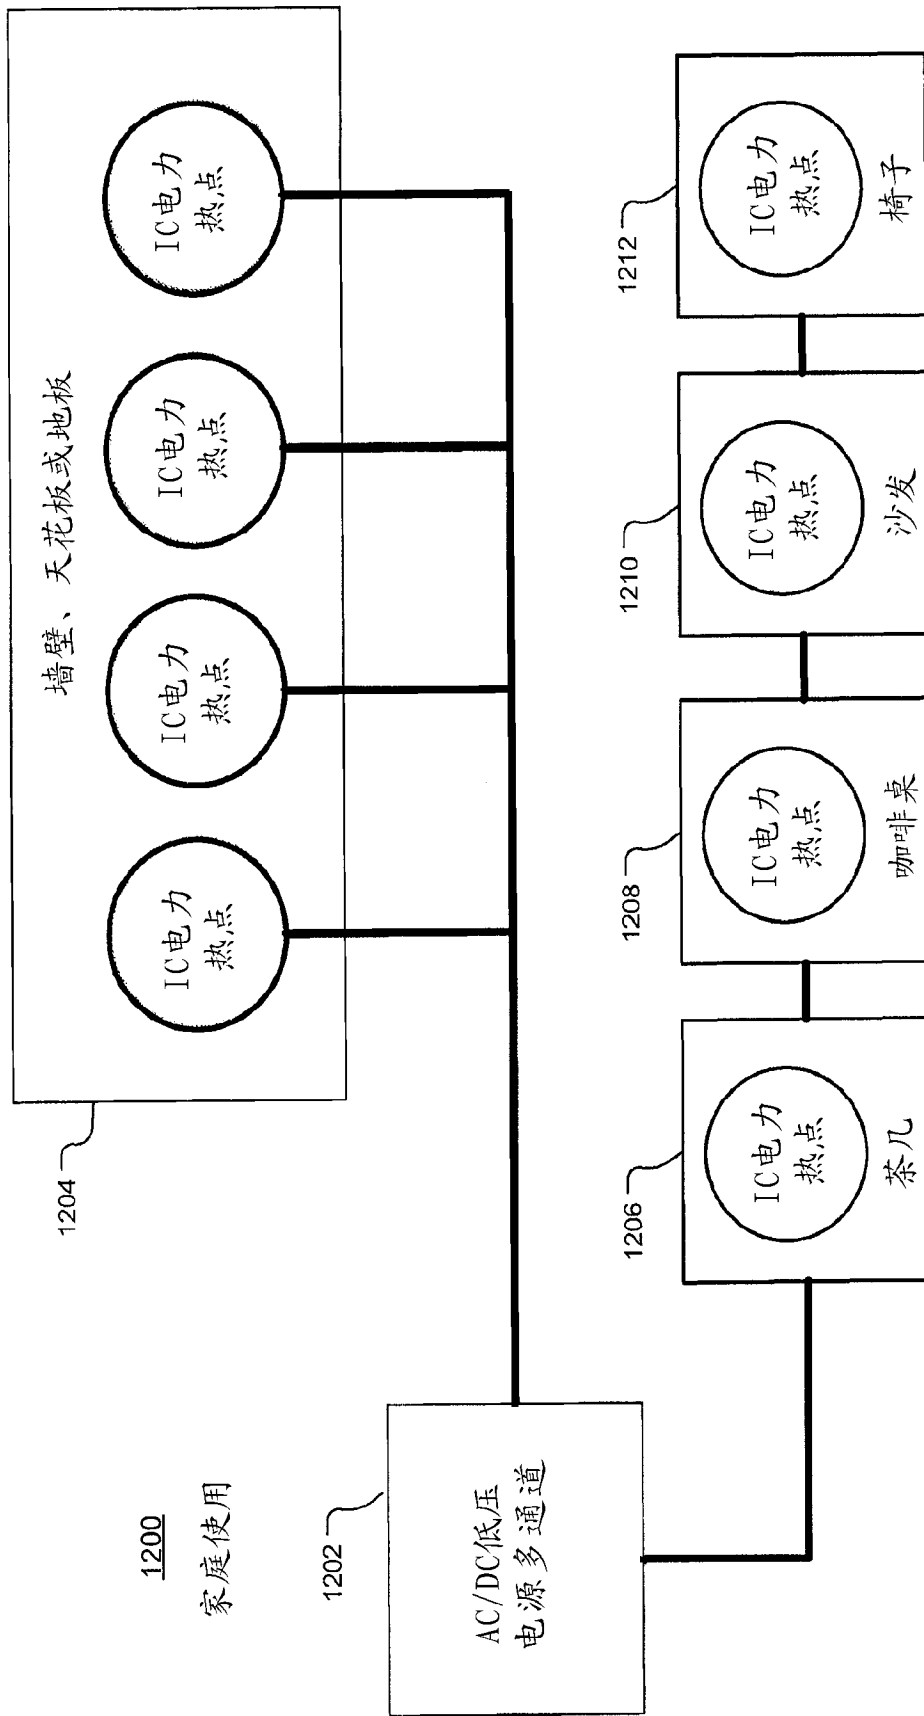 1200
家庭使用
1202
AC/DC低压
电源多通道
1204
墙壁、天花板或地板
IC电力
热点
IC电力
热点
IC电力
热点
IC电力
热点
1206
IC电力
热点
茶几
1208
IC电力
热点
咖啡桌
1210
IC电力
热点
沙发
1212
IC电力
热点
椅子